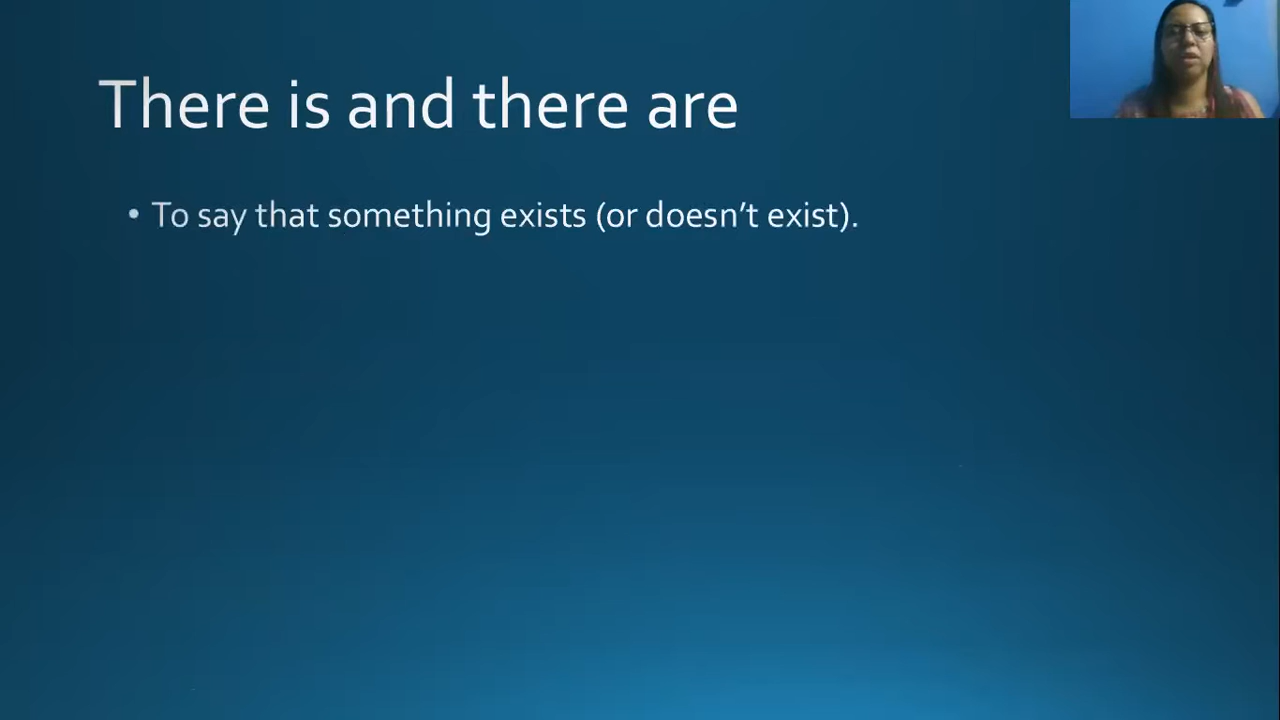 There is and there are
• To say that something exists (or doesn't exist).